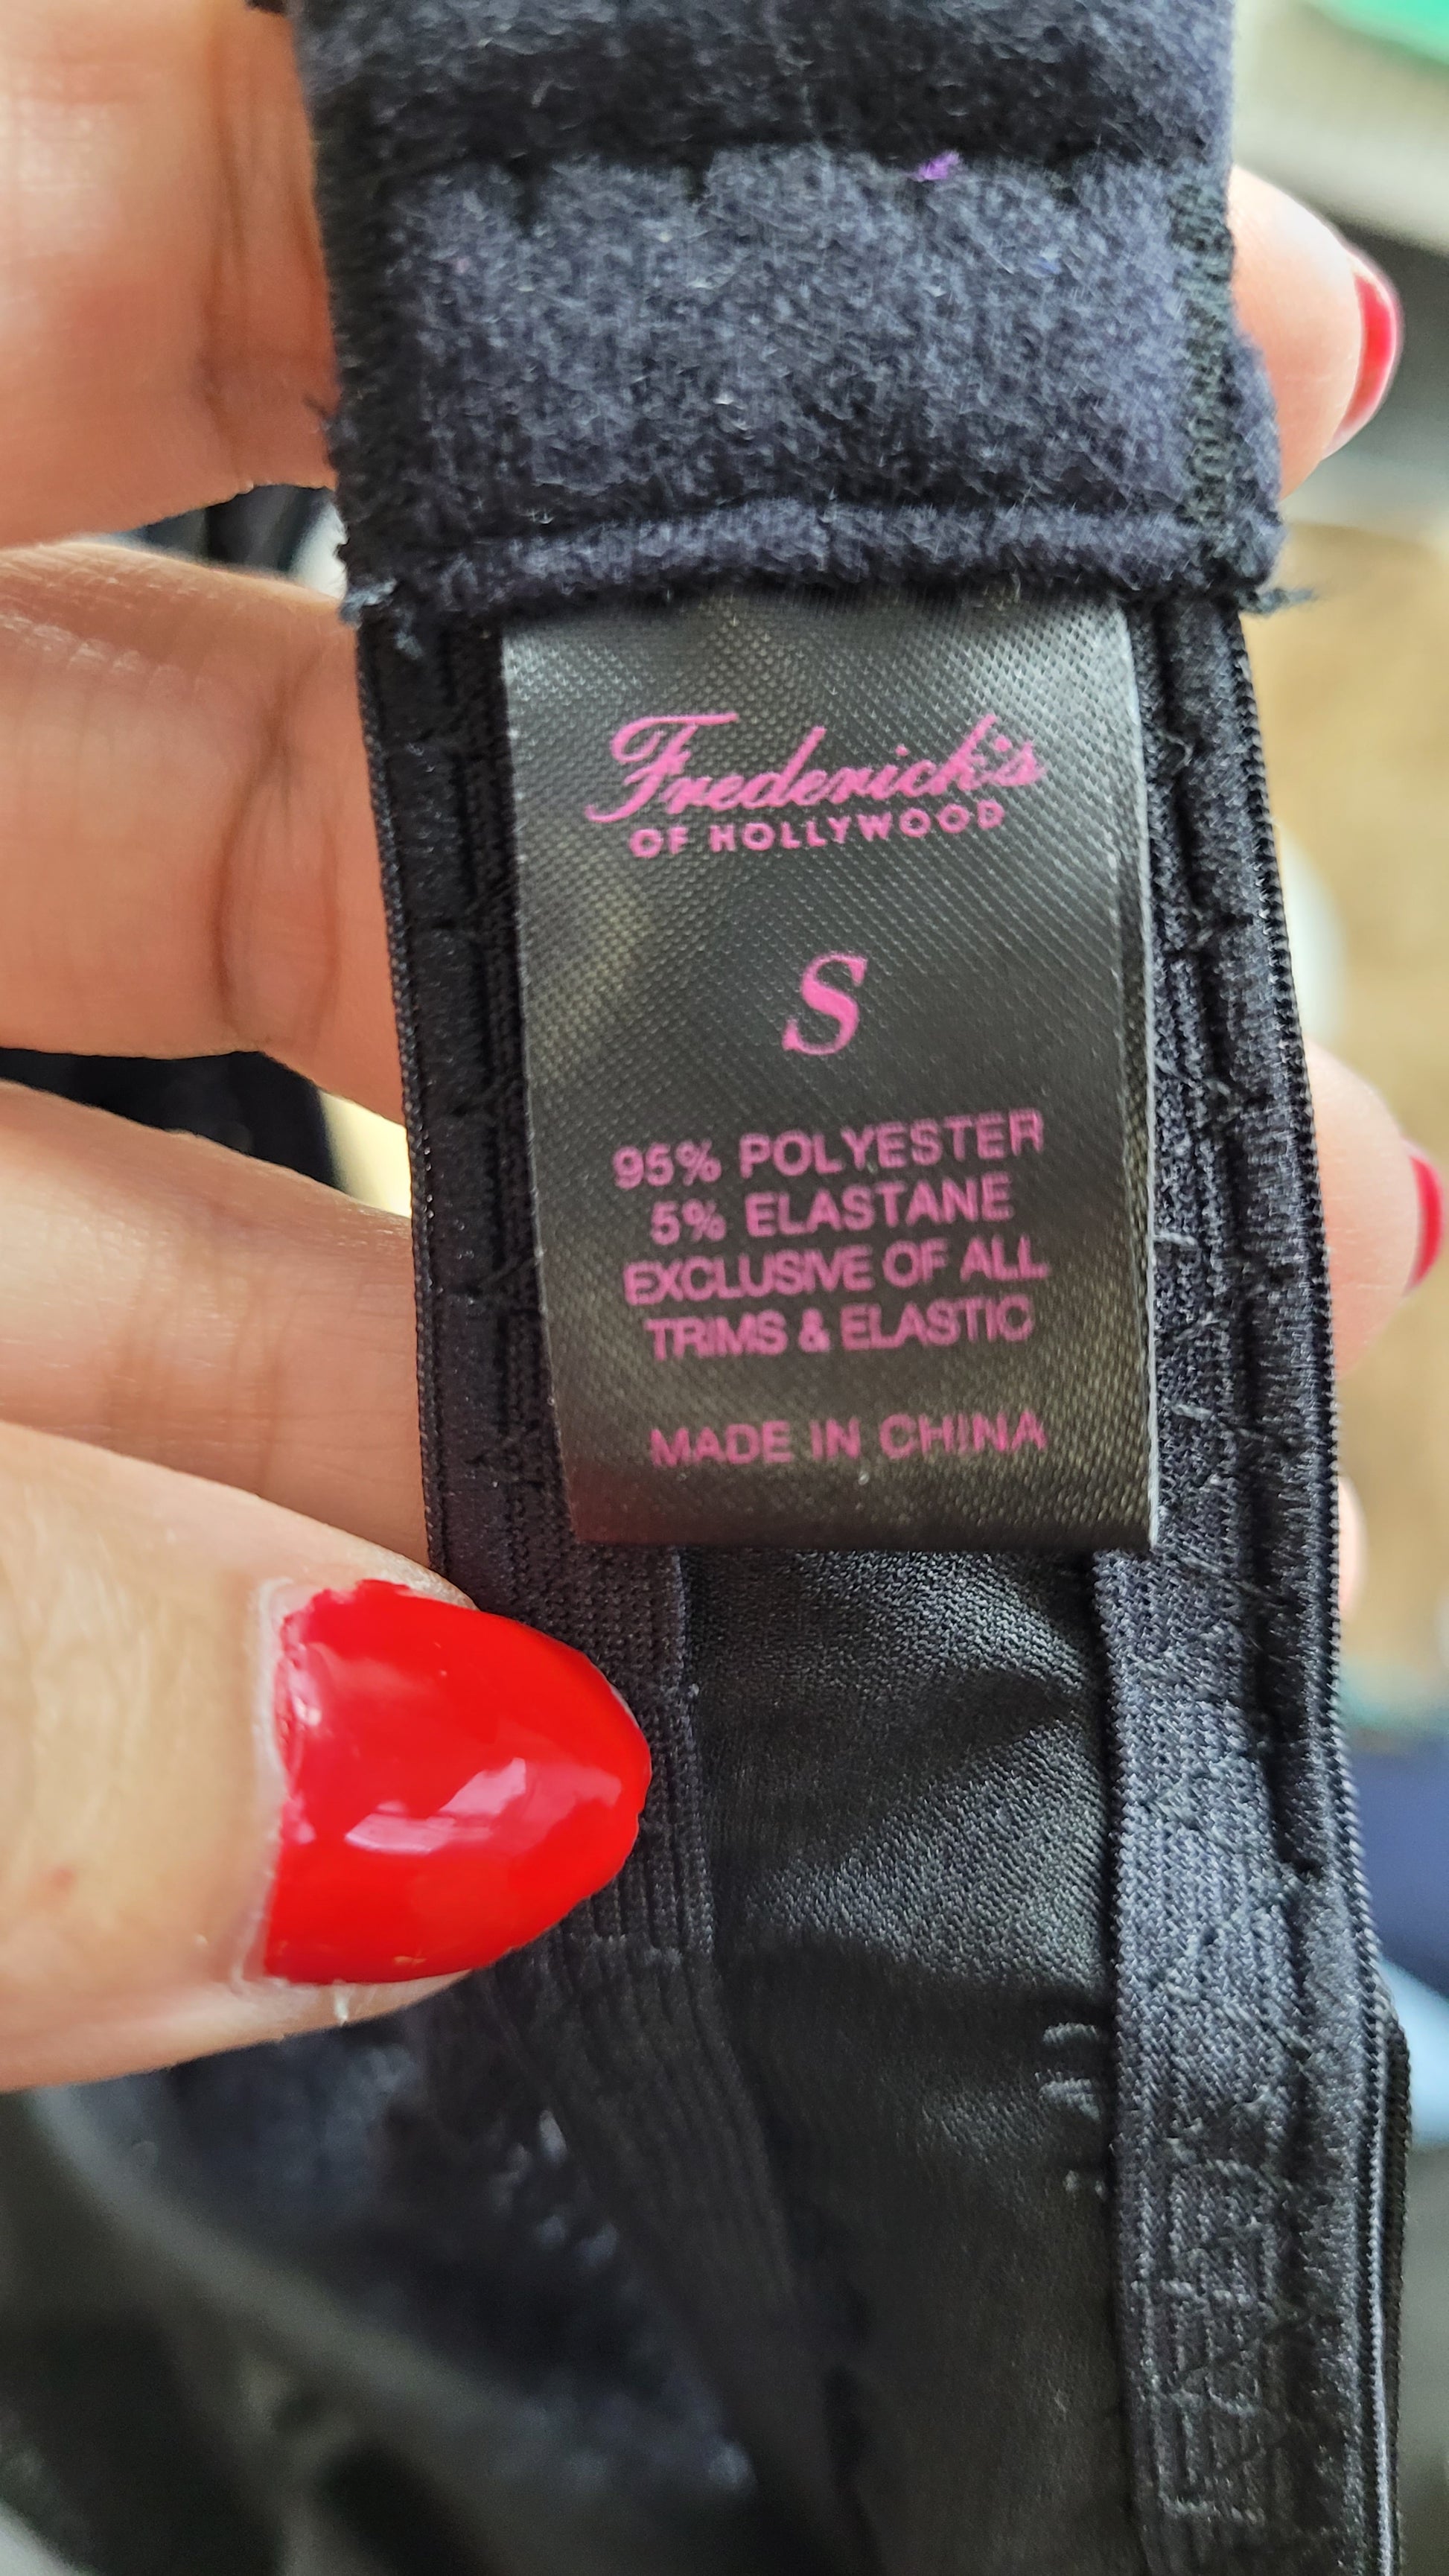 Frederick's
OF HOLLYWOOD
S
95% POLYESTER
5% ELASTANE
EXCLUSIVE OF ALL
TRIMS & ELASTIC
MADE IN CHINA